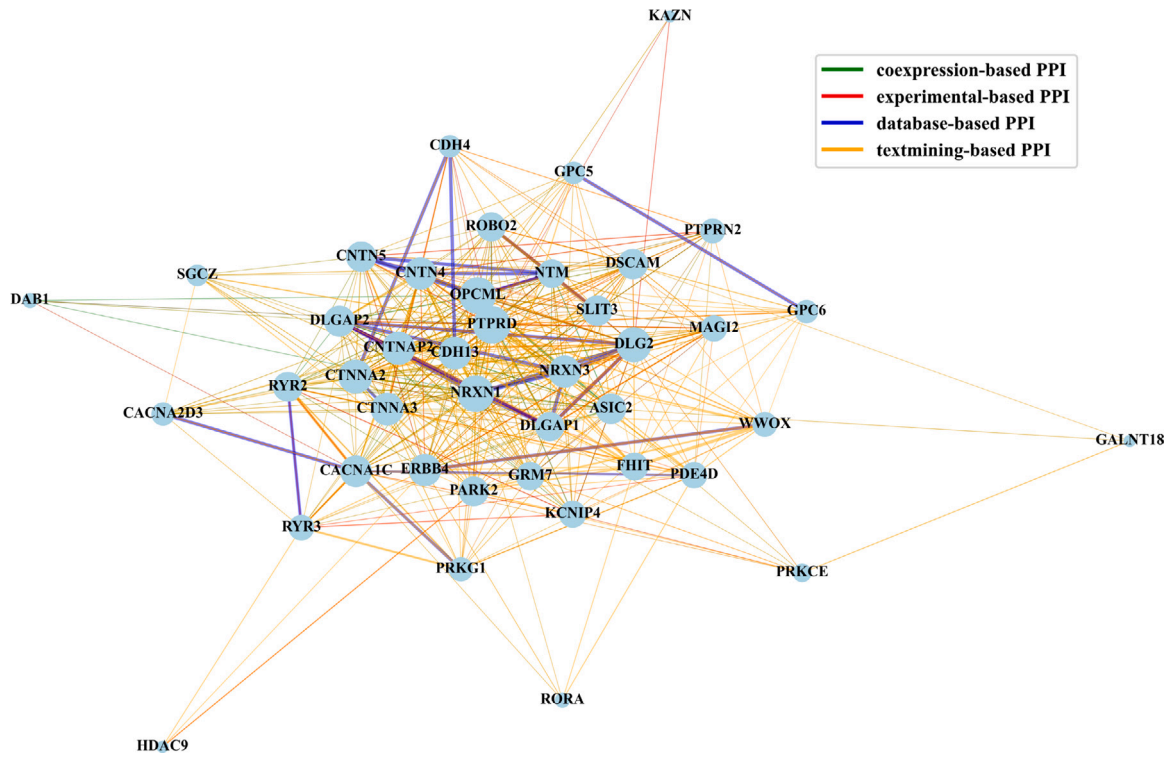 KAZN
coexpression-based PPI
experimental-based PPI
database-based PPI
textmining-based PPI
CDH4
GPC5
ROBO2
PTPRN2
CNTN5
DSCAM
SGCZ
CNTN4
NTM
DAB1
OPCML
SLIT3
GPC6
DLGAP2
PTPRD
MAGI2
CNTNAP2
CDH13
DLG2
CTNNA2
NRXN3
RYR2
NRXN1
CTNNA3
ASIC2
CACNA2D3
DLGAP1
WWOX
GALNT18
CACNA1C
ERBB4
GRM7
FHIT
PDE4D
PARK2
RYR3
KCNIP4
PRKG1
PRKCE
RORA
HDAC9